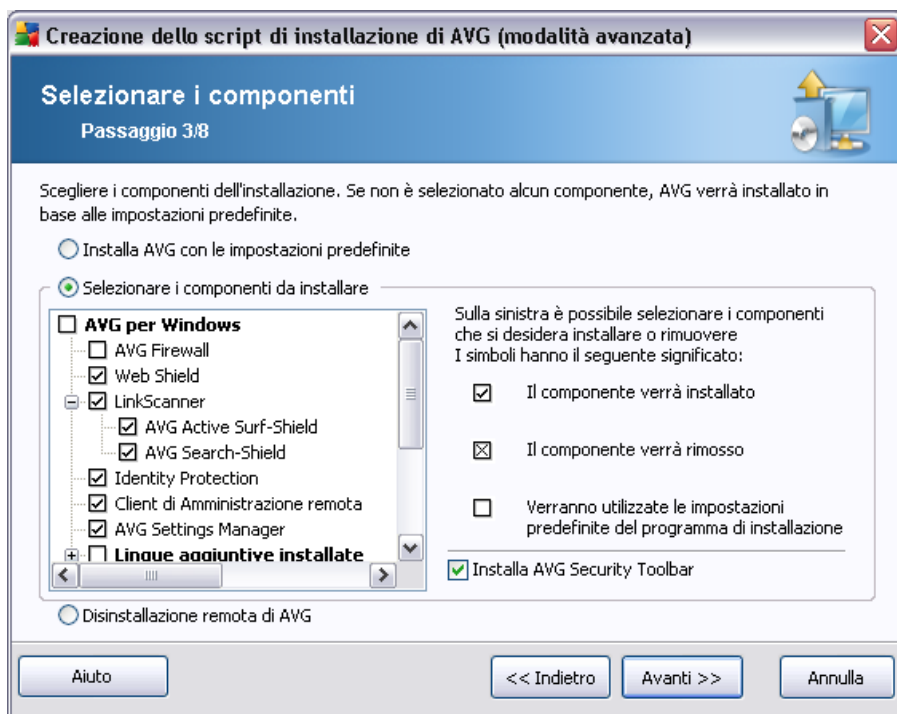 Creazione dello script di installazione di AVG (modalità avanzata)
Selezionare i componenti
Passaggio 3/8
Scegliere i componenti dell'installazione. Se non è selezionato alcun componente, AVG verrà installato in
base alle impostazioni predefinite.
Installa AVG con le impostazioni predefinite
Selezionare i componenti da installare
AVG per Windows
AVG Firewall
Web Shield
LinkScanner
AVG Active Surf-Shield
AVG Search-Shield
Identity Protection
Client di Amministrazione remota
AVG Settings Manager
Lingue aggiuntive installate
Sulla sinistra è possibile selezionare i componenti
che si desidera installare o rimuovere
I simboli hanno il seguente significato:
Il componente verrà installato
Il componente verrà rimosso
Verranno utilizzate le impostazioni
predefinite del programma di installazione
Installa AVG Security Toolbar
Disinstallazione remota di AVG
Aiuto
<< Indietro
Avanti >>
Annulla